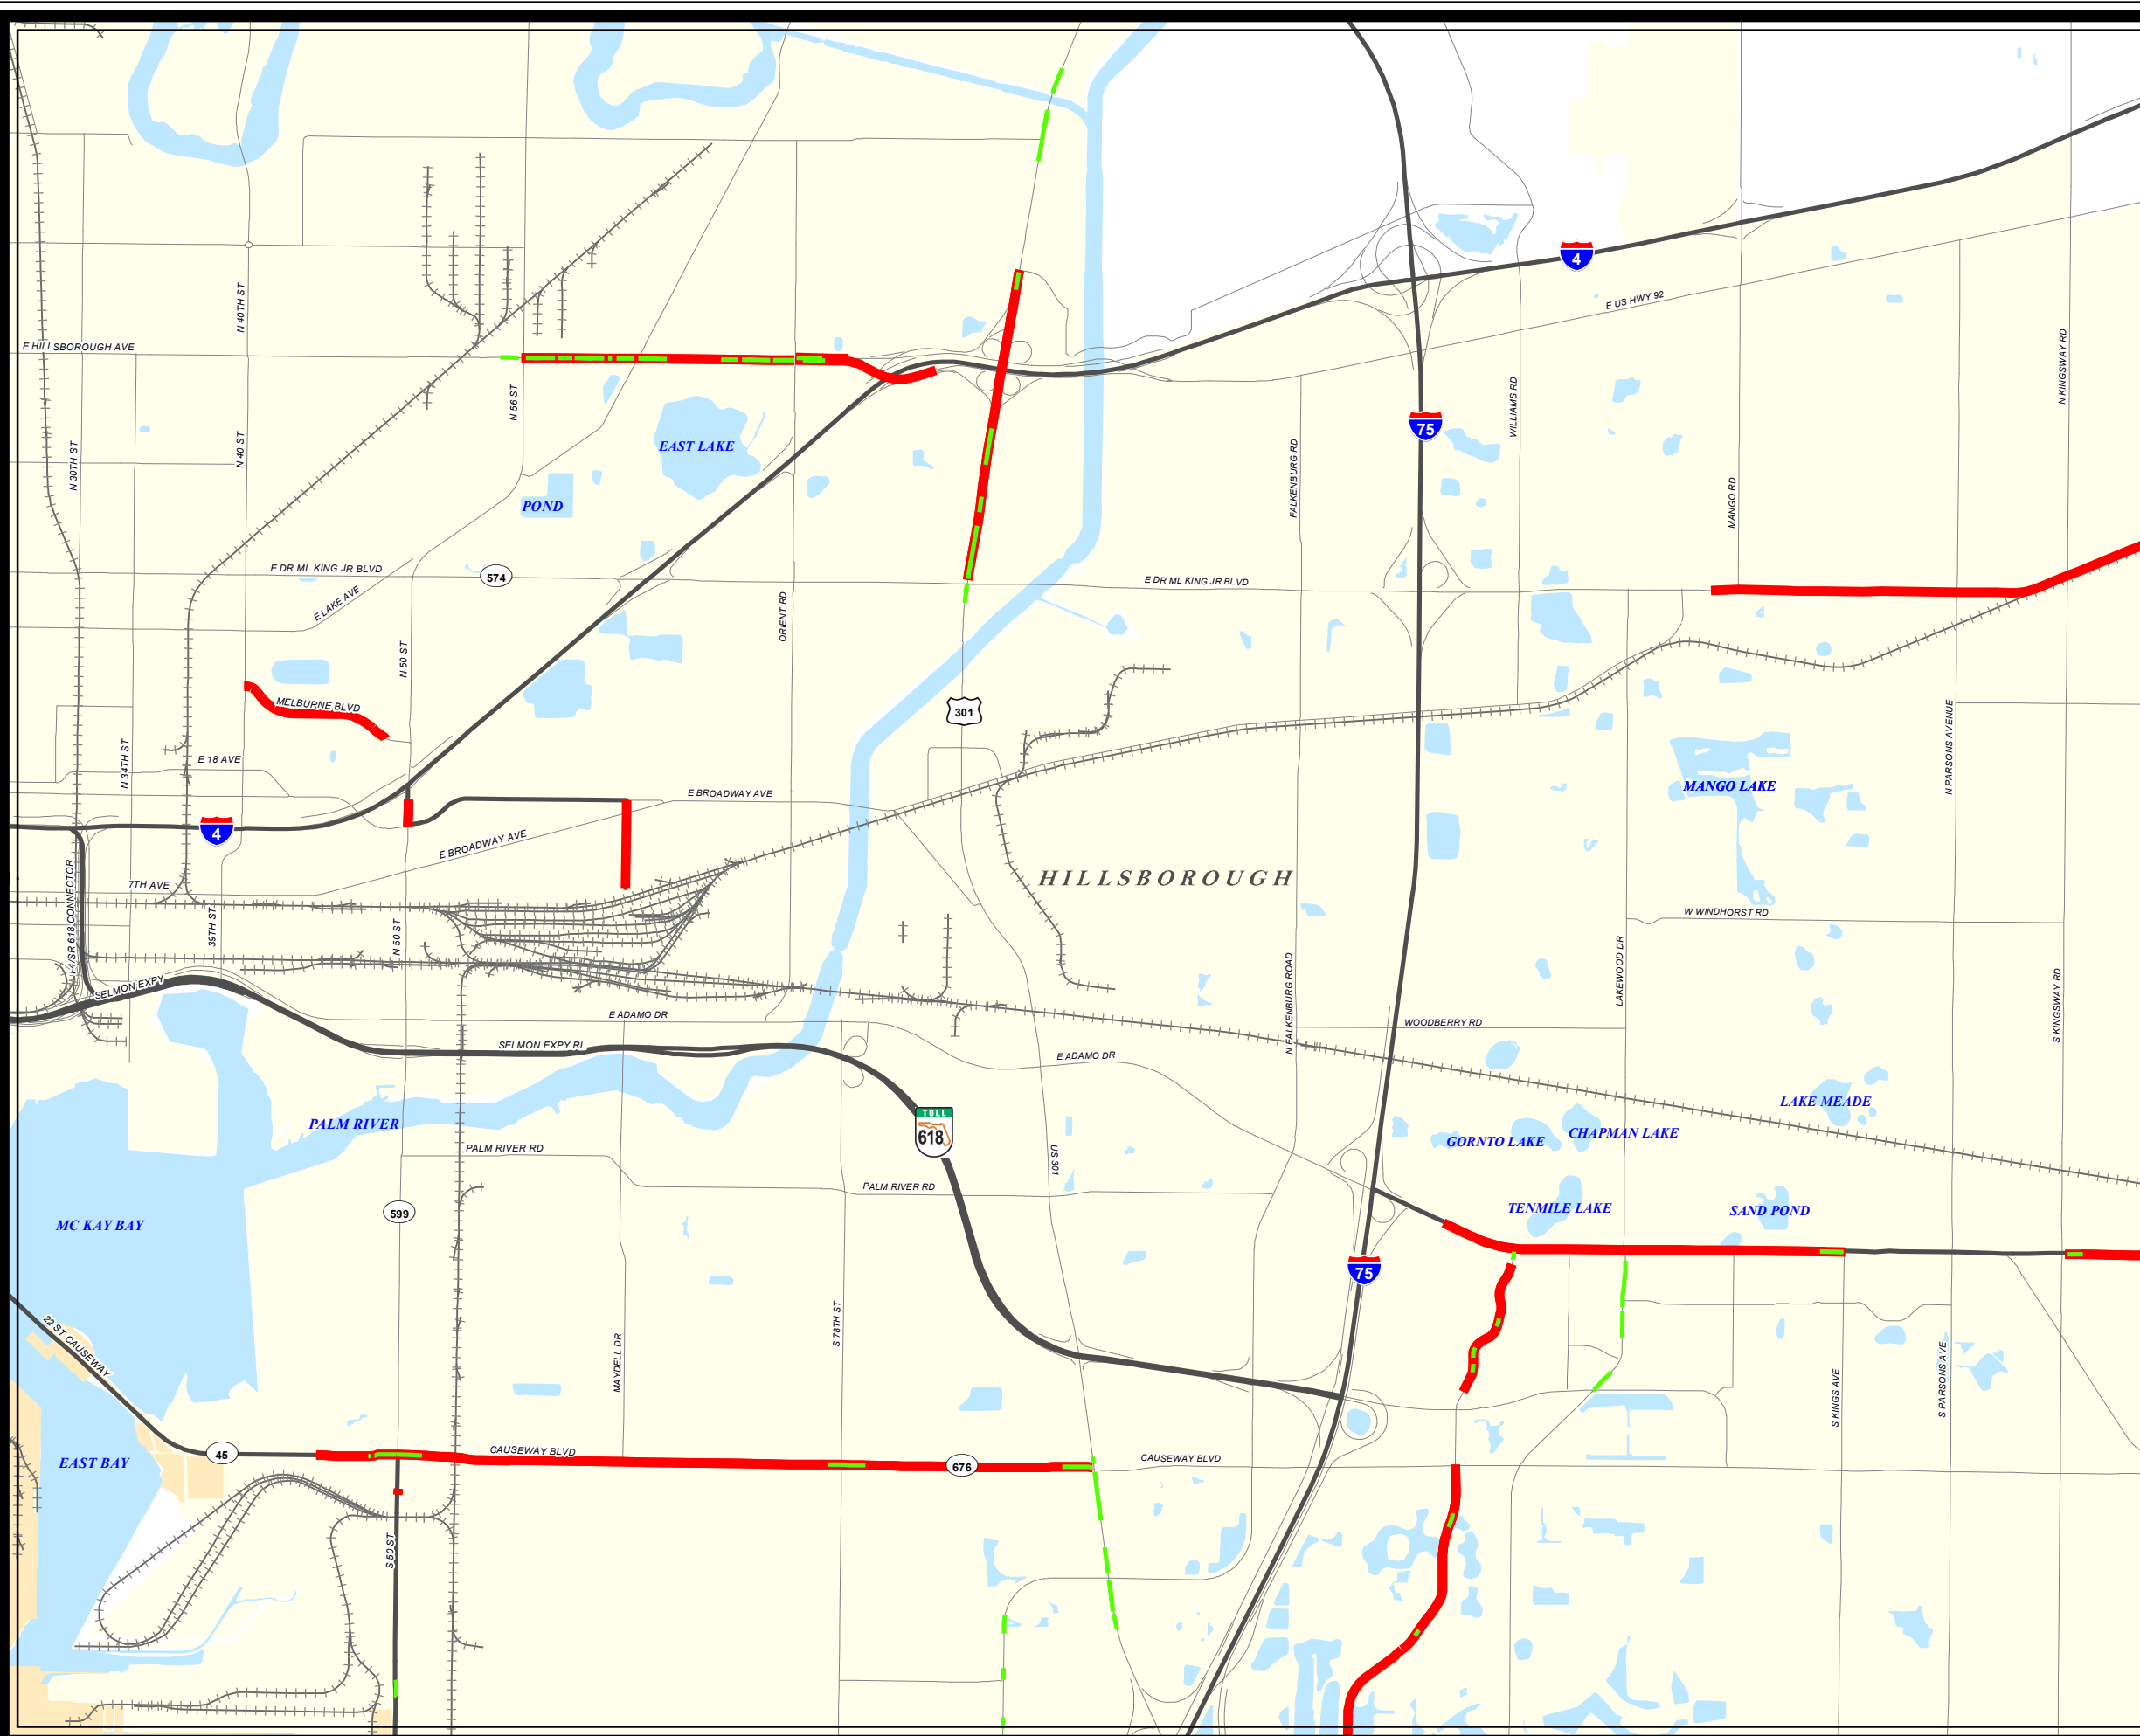 4
E US HWY 92
N 40TH ST
E HILLSBOROUGH AVE
N KINGSWAY RD
N 56 ST
WILLIAMS RD
75
EAST LAKE
N 40 ST
N 30TH ST
FALKENBURG RD
MANGO RD
POND
E DR ML KING JR BLVD
574
E DR ML KING JR BLVD
E LAKE AVE
ORIENT RD
N 50 ST
MELBURNE BLVD
301
N PARSONS AVENUE
E 18 AVE
N 34TH ST
MANGO LAKE
E BROADWAY AVE
4
E BROADWAY AVE
HILLSBOROUGH
7TH AVE
I-4/SR 618 CONNECTOR
39TH ST
N 50 ST
W WINDHORST RD
LAKEWOOD DR
SELMON EXPY
N FALKENBURG ROAD
S KINGSWAY RD
E ADAMO DR
WOODBERRY RD
SELMON EXPY RL
E ADAMO DR
LAKE MEADE
TOLL
618
PALM RIVER
CHAPMAN LAKE
GORNTO LAKE
PALM RIVER RD
US 301
PALM RIVER RD
599
TENMILE LAKE
SAND POND
MC KAY BAY
75
22 ST CAUSEWAY
S 78TH ST
MAYDELL DR
S KINGS AVE
S PARSONS AVE
45
CAUSEWAY BLVD
676
CAUSEWAY BLVD
EAST BAY
S 50 ST